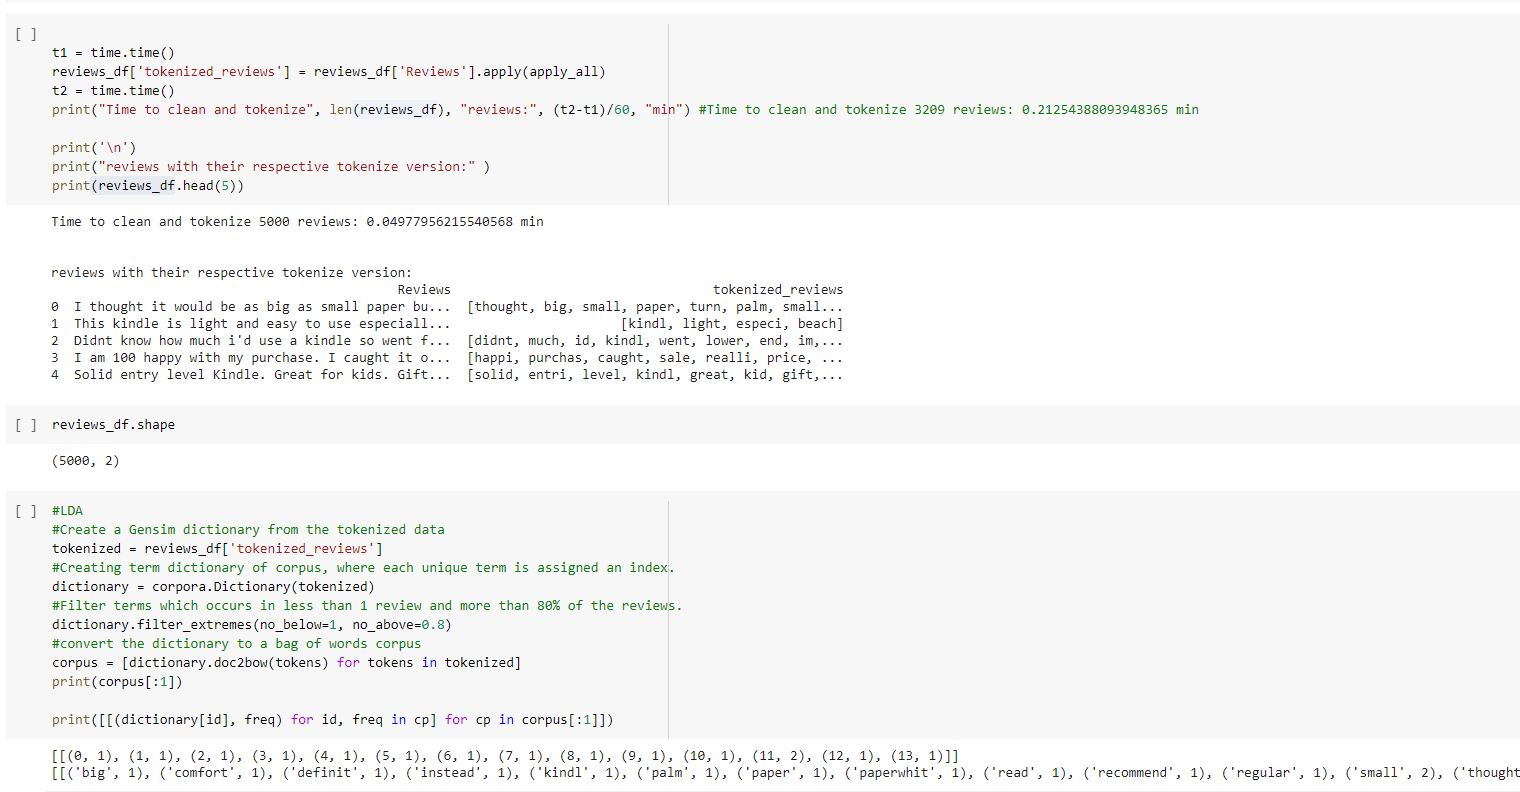 [ ]
t1 = time.time()
reviews_df['tokenized_reviews'] = reviews_df['Reviews'].apply(apply_all)
t2 = time.time()
print("Time to clean and tokenize", len(reviews_df), "reviews:", (t2-t1)/60, "min") #Time to clean and tokenize 3209 reviews: 0.21254388093948365 min
print('\n')
print("reviews with their respective tokenize version:" )
print(reviews_df.head(5))
Time to clean and tokenize 5000 reviews: 0.04977956215540568 min
reviews with their respective tokenize version:
Reviews tokenized_reviews
0 I thought it would be as big as small paper bu... [thought, big, small, paper, turn, palm, small...
1 This kindle is light and easy to use especiall... [kindl, light, especi, beach]
2 Didnt know how much i'd use a kindle so went f... [didnt, much, id, kindl, went, lower, end, im,...
3 I am 100 happy with my purchase. I caught it o... [happi, purchas, caught, sale, realli, price, ...
4 Solid entry level Kindle. Great for kids. Gift... [solid, entri, level, kindl, great, kid, gift,...
[ ] reviews_df.shape
(5000, 2)
[ ] #LDA
#Create a Gensim dictionary from the tokenized data
tokenized = reviews_df['tokenized_reviews']
#Creating term dictionary of corpus, where each unique term is assigned an index.
dictionary = corpora.Dictionary(tokenized)
#Filter terms which occurs in less than 1 review and more than 80% of the reviews.
dictionary.filter_extremes(no_below=1, no_above=0.8)
#convert the dictionary to a bag of words corpus
corpus = [dictionary.doc2bow(tokens) for tokens in tokenized]
print(corpus[:1])
print([[(dictionary[id], freq) for id, freq in cp] for cp in corpus[:1]])
[[(0, 1), (1, 1), (2, 1), (3, 1), (4, 1), (5, 1), (6, 1), (7, 1), (8, 1), (9, 1), (10, 1), (11, 2), (12, 1), (13, 1)]]
[[('big', 1), ('comfort', 1), ('definit', 1), ('instead', 1), ('kindl', 1), ('palm', 1), ('paper', 1), ('paperwhit', 1), ('read', 1), ('recommend', 1), ('regular', 1), ('small', 2), ('thought